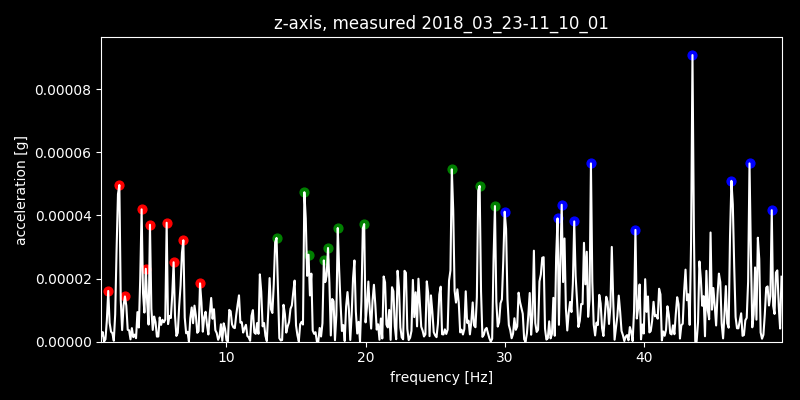 z-axis, measured 2018_03_23-11_10_01
0.00008
0.00006
0.00004
0.00002
0.00000
acceleration [g]
10 20 30 40
frequency [Hz]